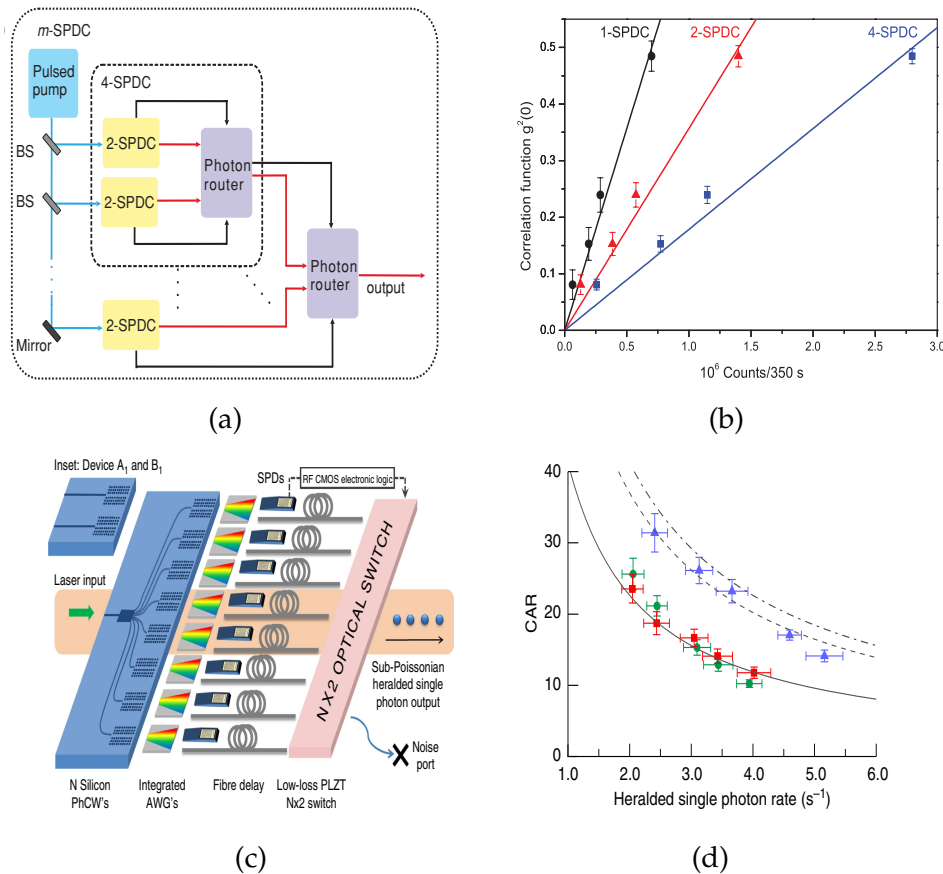 m-SPDC
Pulsed
pump
4-SPDC
BS
2-SPDC
Photon
router
BS
2-SPDC
Photon
router
output
2-SPDC
Mirror
(a)
1-SPDC
2-SPDC
4-SPDC
Correlation function g²(0)
0.5
0.4
0.3
0.2
0.1
0.0
0.0
0.5
1.0
1.5
2.0
2.5
3.0
10⁶ Counts/350 s
(b)
Inset: Device A₁ and B₁
SPDs
RF CMOS electronic logic
Laser input
N X 2 OPTICAL SWITCH
Sub-Poissonian
heralded single
photon output
Noise
port
N Silicon
PhCW's
Integrated
AWG's
Fibre delay
Low-loss PLZT
Nx2 switch
(c)
CAR
40
30
20
10
0
1.0
2.0
3.0
4.0
5.0
6.0
Heralded single photon rate (s⁻¹)
(d)